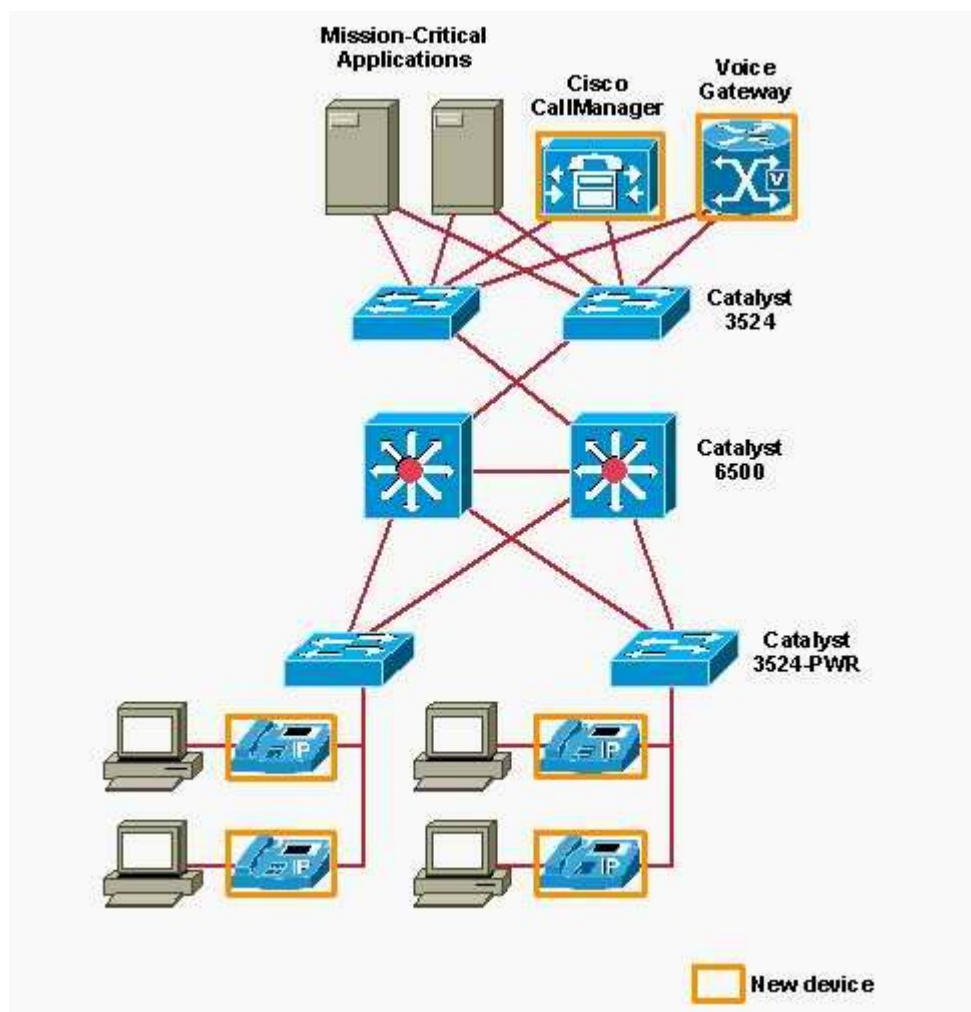 Mission-Critical
Applications
Cisco
CallManager
Voice
Gateway
V
Catalyst
3524
Catalyst
6500
Catalyst
3524-PWR
IP
IP
IP
IP
New device